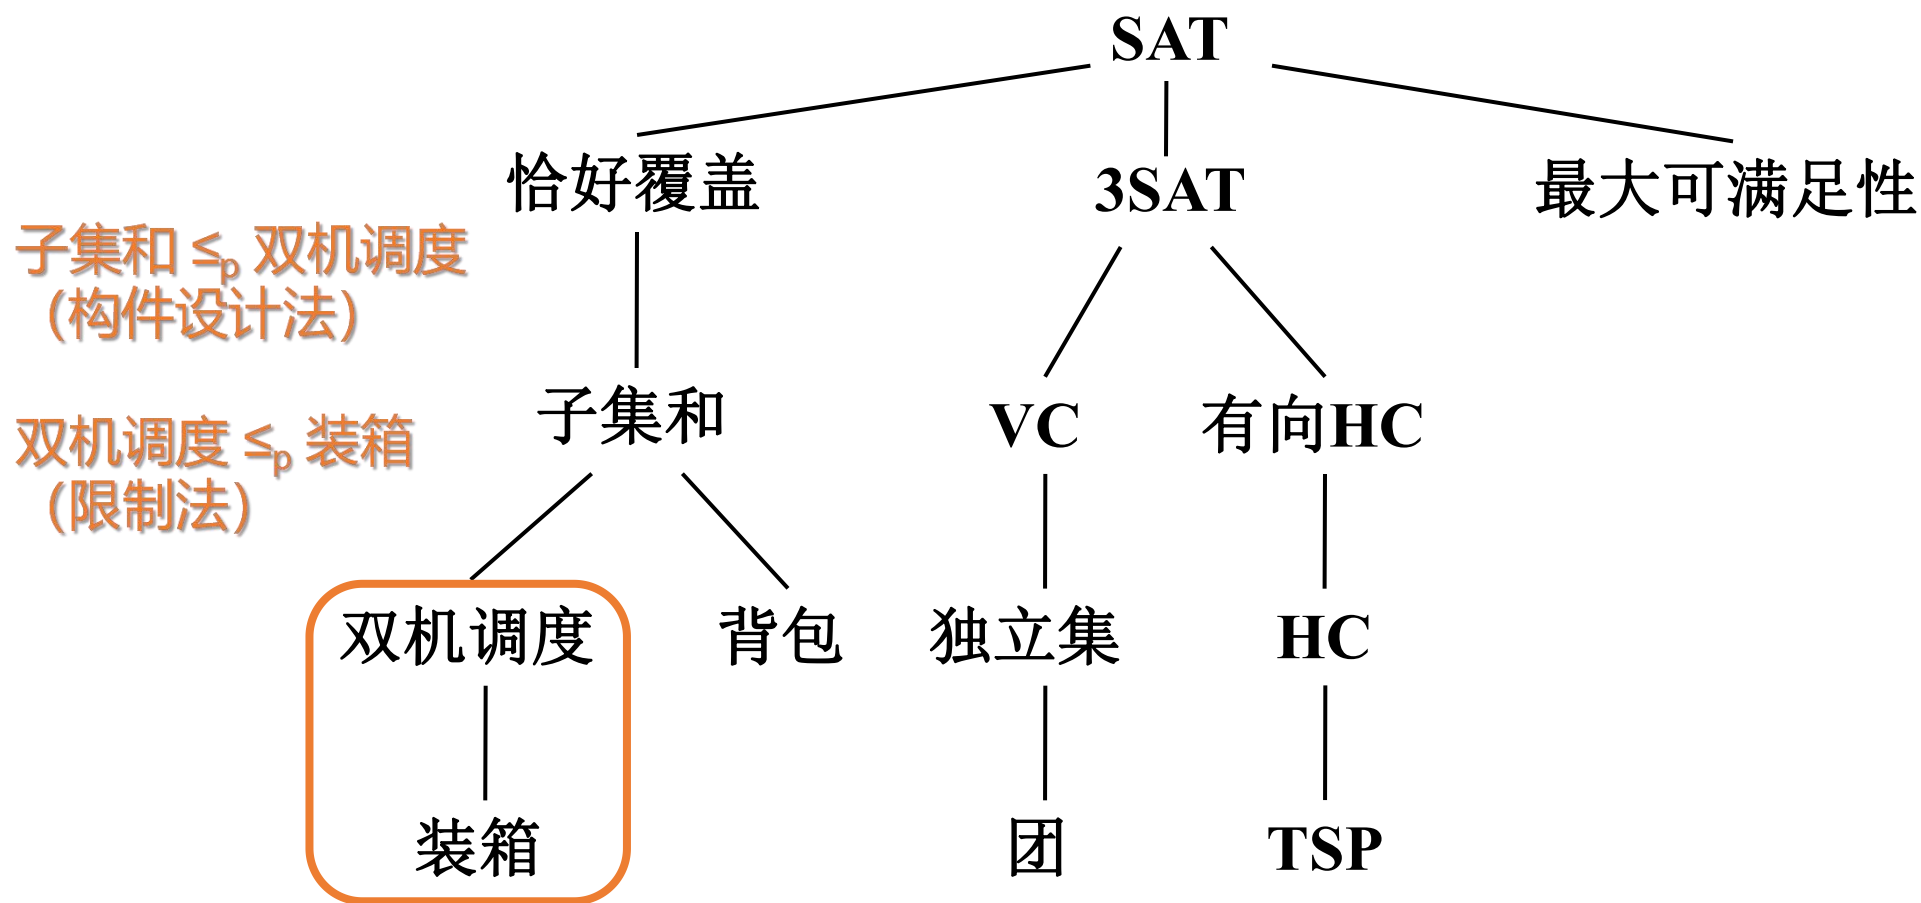 SAT
恰好覆盖
3SAT
最大可满足性
子集和 ≤p 双机调度
（构件设计法）
子集和
VC
有向HC
双机调度 ≤p 装箱
（限制法）
双机调度
背包
独立集
HC
装箱
团
TSP